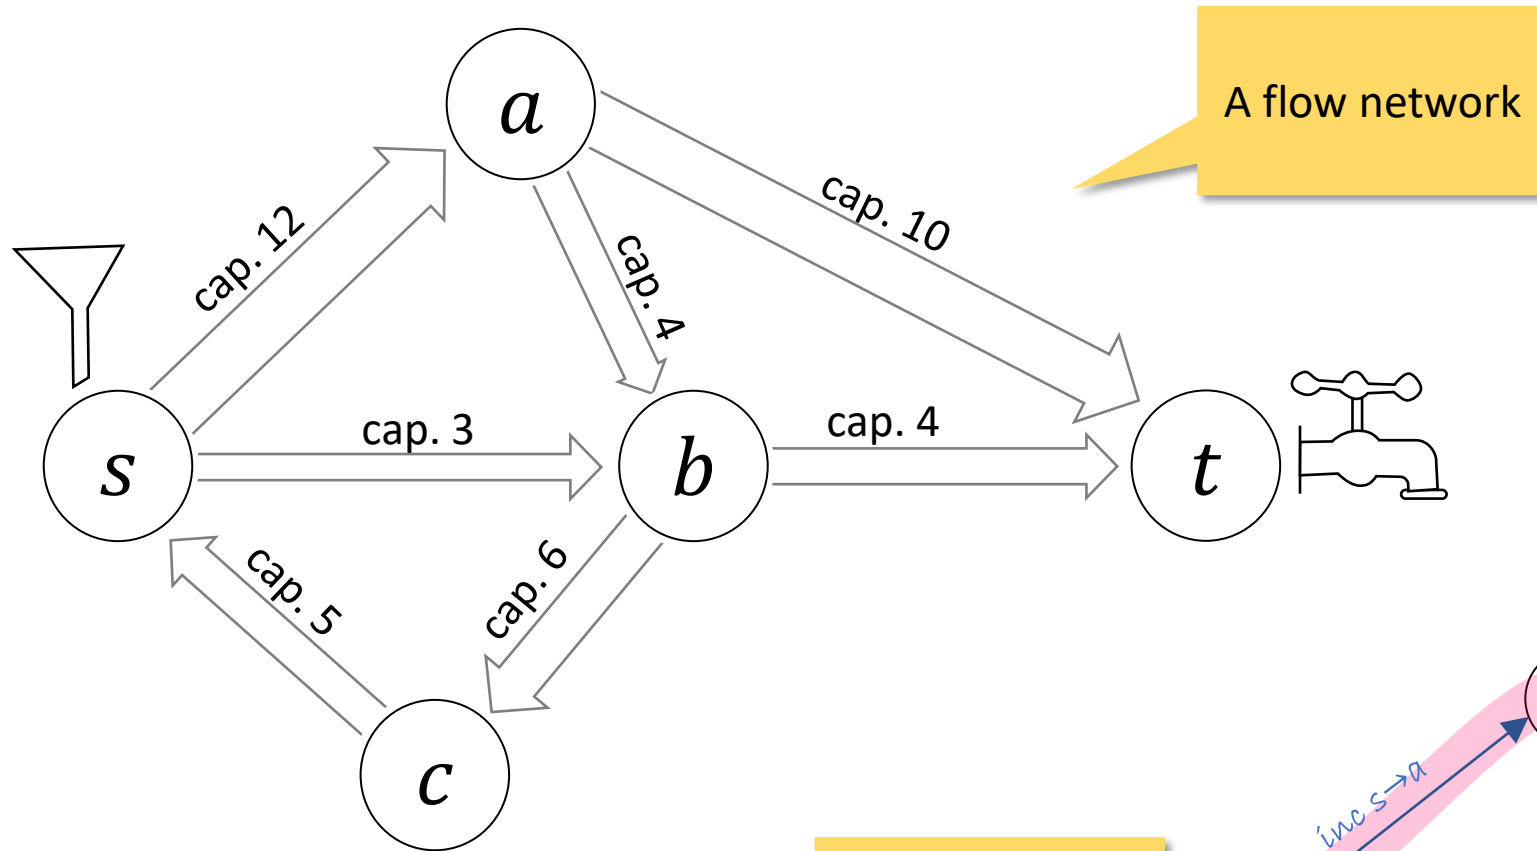 a
A flow network
cap. 12
cap. 10
cap. 4
cap. 3
cap. 4
s
b
t
cap. 5
cap. 6
c
inc s→a